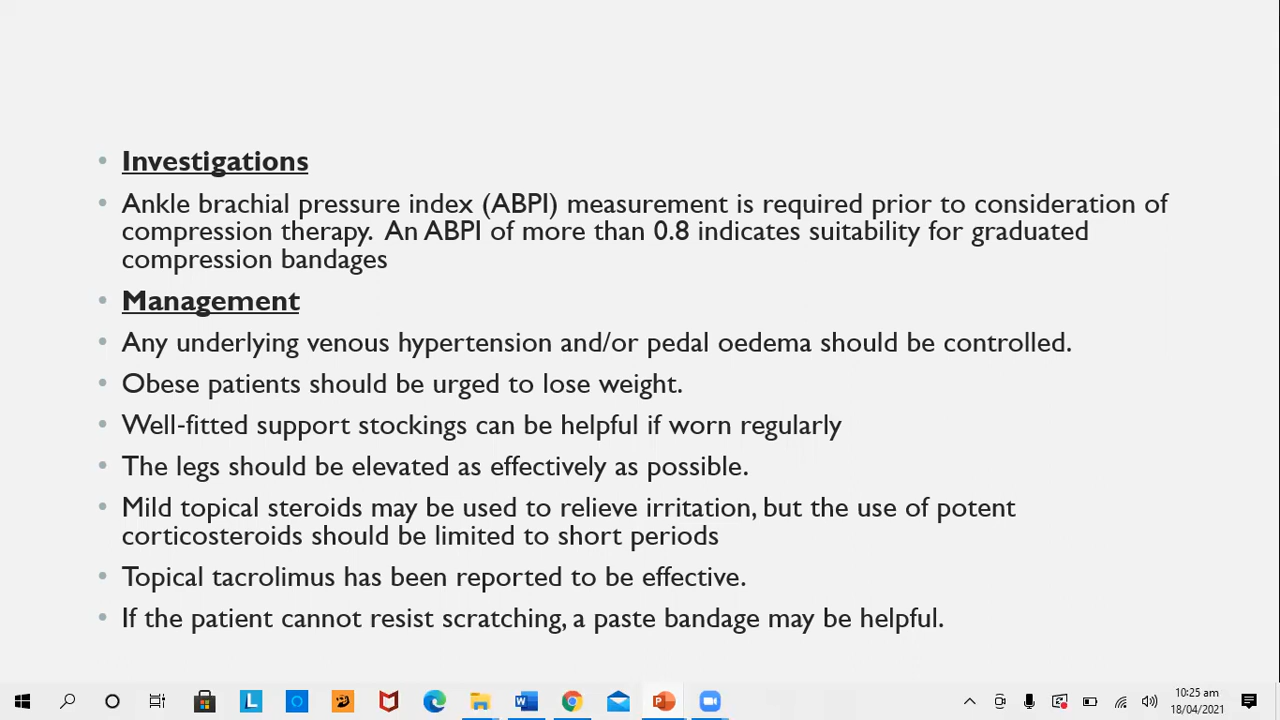 Investigations
Ankle brachial pressure index (ABPI) measurement is required prior to consideration of
compression therapy. An ABPI of more than 0.8 indicates suitability for graduated
compression bandages
Management
Any underlying venous hypertension and/or pedal oedema should be controlled.
Obese patients should be urged to lose weight.
Well-fitted support stockings can be helpful if worn regularly
The legs should be elevated as effectively as possible.
Mild topical steroids may be used to relieve irritation, but the use of potent
corticosteroids should be limited to short periods
Topical tacrolimus has been reported to be effective.
If the patient cannot resist scratching, a paste bandage may be helpful.
L
W
P
10:25 am
18/04/2021